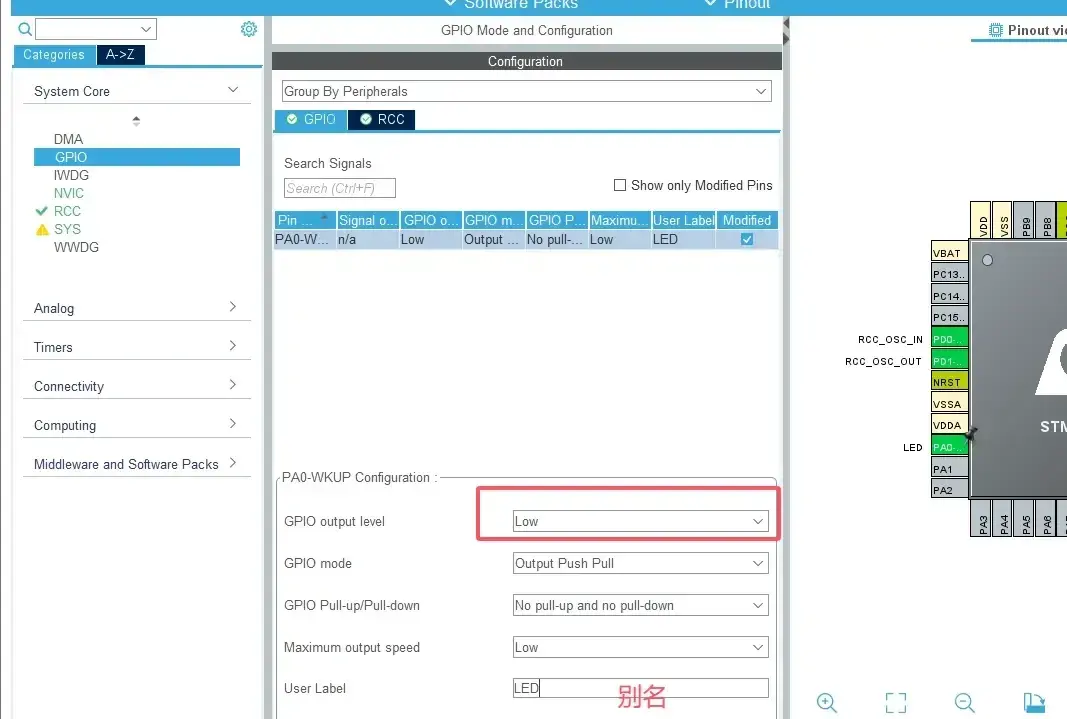 Software Packs
Pinout
GPIO Mode and Configuration
Pinout vie
Categories
A->Z
Configuration
System Core
Group By Peripherals
GPIO
RCC
DMA
GPIO
IWDG
NVIC
RCC
SYS
WWDG
Search Signals
Search (Ctrl+F)
Show only Modified Pins
Pin ...
Signal o...
GPIO o...
GPIO m...
GPIO P...
Maximu...
User Label
Modified
PA0-W...
n/a
Low
Output ...
No pull-...
Low
LED
Analog
Timers
Connectivity
Computing
Middleware and Software Packs
PA0-WKUP Configuration :
GPIO output level
Low
GPIO mode
Output Push Pull
GPIO Pull-up/Pull-down
No pull-up and no pull-down
Maximum output speed
Low
User Label
LED
别名
VDD
VSS
PB9
PB8
VBAT
PC13..
PC14..
PC15..
RCC_OSC_IN
PD0-..
RCC_OSC_OUT
PD1-..
NRST
VSSA
VDDA
LED
PA0-..
PA1
PA2
STM
PA3
PA4
PA5
PA6